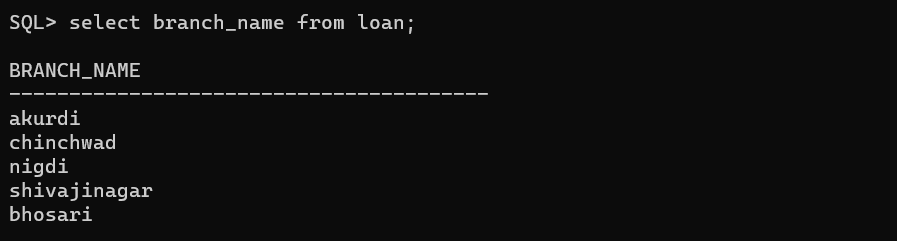 SQL> select branch_name from loan;
BRANCH_NAME
----------------------------------------
akurdi
chinchwad
nigdi
shivajinagar
bhosari